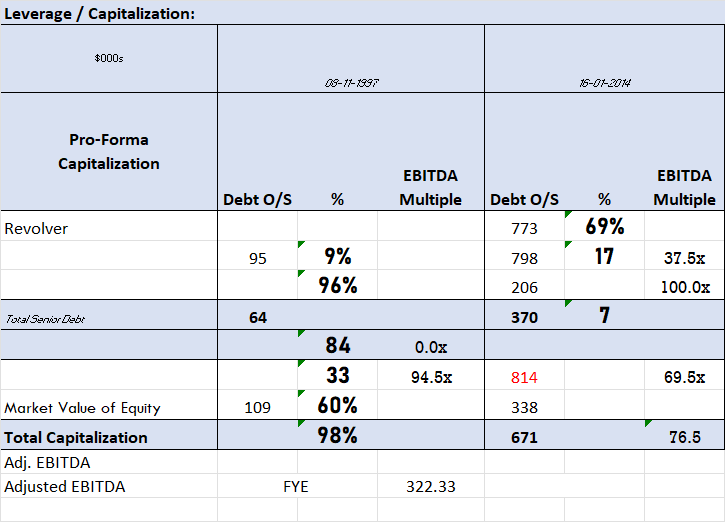 Leverage / Capitalization:
$000s
08-11-1997 16-01-2014
Pro-Forma
Capitalization
EBITDA EBITDA
Debt O/S % Multiple Debt O/S % Multiple
Revolver 773 69%
95 9% 798 17 37.5x
96% 206 100.0x
Total Senior Debt 64 370 7
84 0.0x
33 94.5x 814 69.5x
Market Value of Equity 109 60% 338
Total Capitalization 98% 671 76.5
Adj. EBITDA
Adjusted EBITDA FYE 322.33